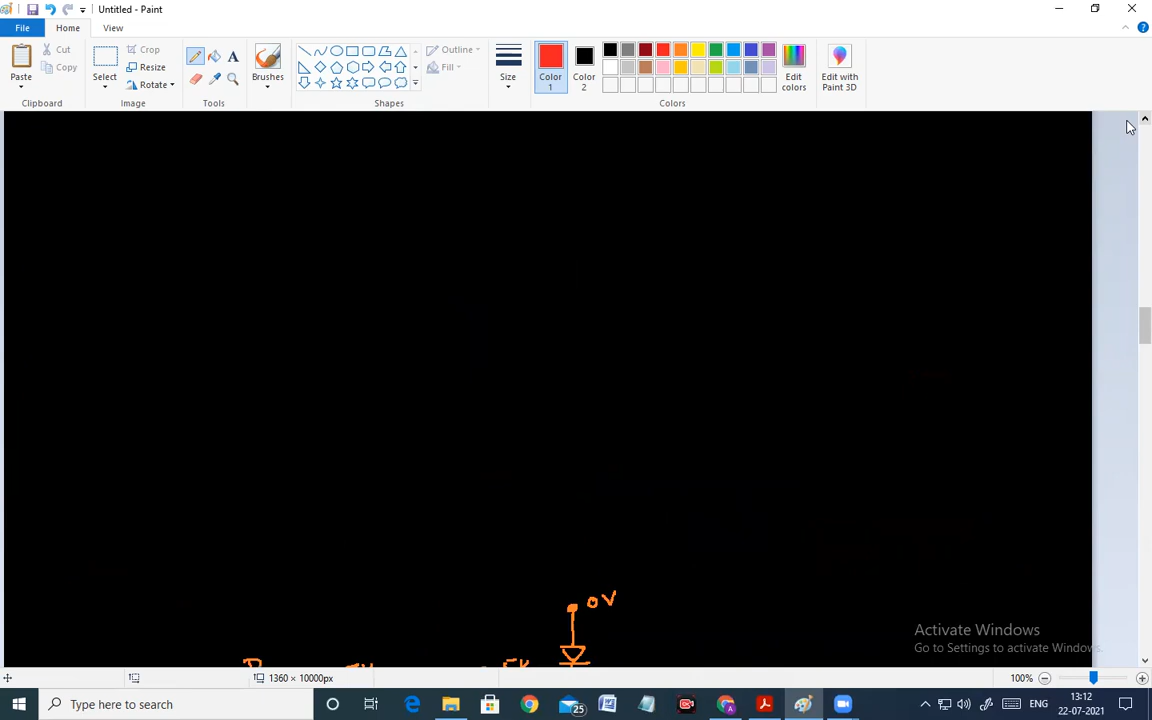 Untitled - Paint
File
Home
View
Paste
Cut
Copy
Clipboard
Select
Crop
Resize
Rotate
Image
A
Tools
Brushes
Outline
Fill
Shapes
Size
Color
1
Color
2
Edit
colors
Colors
Edit with
Paint 3D
0V
5K
Activate Windows
Go to Settings to activate Windows.
1360 × 10000px
100%
Type here to search
25
ENG
13:12
22-07-2021